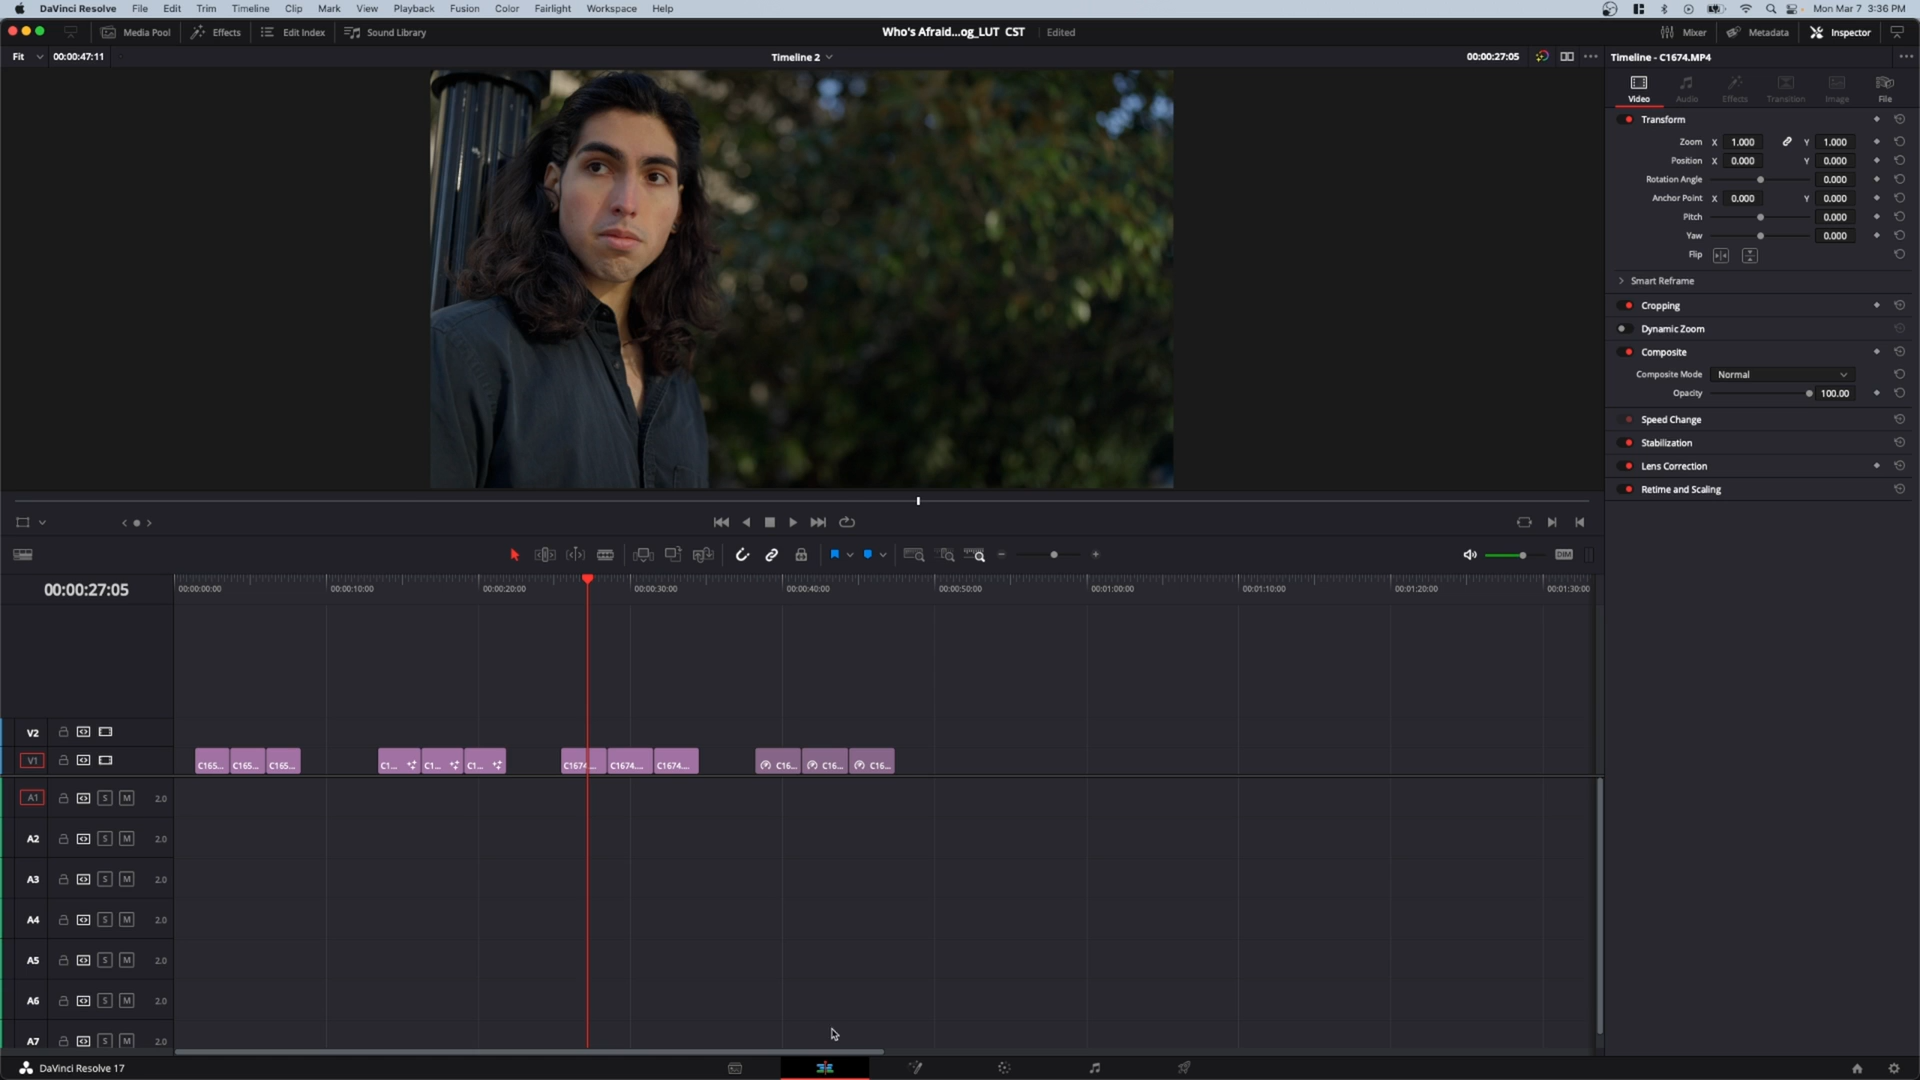 DaVinci Resolve File Edit Trim Timeline Clip Mark View Playback Fusion Color Fairlight Workspace Help Mon Mar 7 3:36 PM
Media Pool Effects Edit Index Sound Library Who's Afraid...og_LUT CST Edited Mixer Metadata Inspector
Fit 00:00:47:11 Timeline 2 00:00:27:05 Timeline - C1674.MP4
Video Audio Effects Transition Image File
Transform
Zoom X 1.000 Y 1.000
Position X 0.000 Y 0.000
Rotation Angle 0.000
Anchor Point X 0.000 Y 0.000
Pitch 0.000
Yaw 0.000
Flip
Smart Reframe
Cropping
Dynamic Zoom
Composite
Composite Mode Normal
Opacity 100.00
Speed Change
Stabilization
Lens Correction
Retime and Scaling
DIM
00:00:27:05 00:00:00:00 00:00:10:00 00:00:20:00 00:00:30:00 00:00:40:00 00:00:50:00 00:01:00:00 00:01:10:00 00:01:20:00 00:01:30:00
V2
V1 C165... C165... C165... C1... C1... C1... C1674... C1674... C1674... C16... C16... C16...
A1 S M 2.0
A2 S M 2.0
A3 S M 2.0
A4 S M 2.0
A5 S M 2.0
A6 S M 2.0
A7 S M 2.0
DaVinci Resolve 17